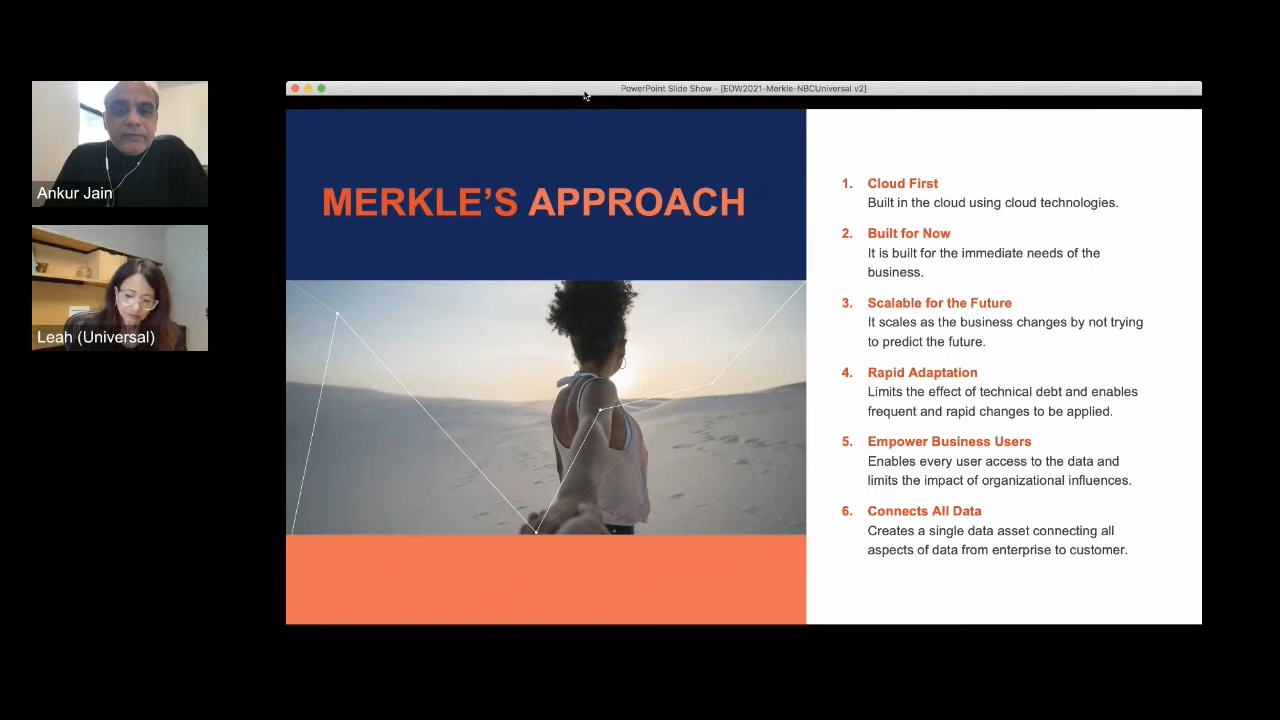 Ankur Jain
Leah (Universal)
PowerPoint Slide Show - [EDW2021-Merkle-NBCUniversal v2]
MERKLE’S APPROACH
1. Cloud First
Built in the cloud using cloud technologies.
2. Built for Now
It is built for the immediate needs of the
business.
3. Scalable for the Future
It scales as the business changes by not trying
to predict the future.
4. Rapid Adaptation
Limits the effect of technical debt and enables
frequent and rapid changes to be applied.
5. Empower Business Users
Enables every user access to the data and
limits the impact of organizational influences.
6. Connects All Data
Creates a single data asset connecting all
aspects of data from enterprise to customer.